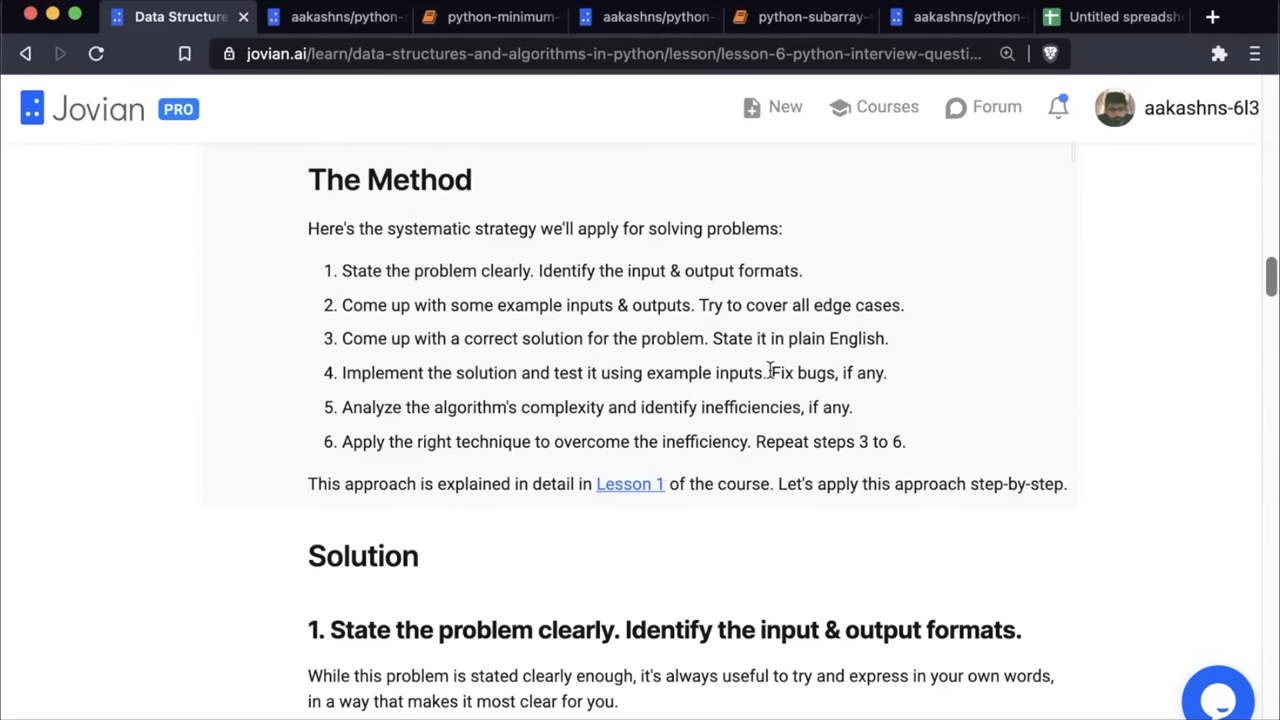 Data Structure
aakashns/python-
python-minimum-
aakashns/python-
python-subarray-
aakashns/python-
Untitled spreadsh
jovian.ai/learn/data-structures-and-algorithms-in-python/lesson/lesson-6-python-interview-questi...
Jovian PRO
New
Courses
Forum
aakashns-6l3
The Method
Here's the systematic strategy we'll apply for solving problems:
1. State the problem clearly. Identify the input & output formats.
2. Come up with some example inputs & outputs. Try to cover all edge cases.
3. Come up with a correct solution for the problem. State it in plain English.
4. Implement the solution and test it using example inputs. Fix bugs, if any.
5. Analyze the algorithm's complexity and identify inefficiencies, if any.
6. Apply the right technique to overcome the inefficiency. Repeat steps 3 to 6.
This approach is explained in detail in Lesson 1 of the course. Let's apply this approach step-by-step.
Solution
1. State the problem clearly. Identify the input & output formats.
While this problem is stated clearly enough, it's always useful to try and express in your own words,
in a way that makes it most clear for you.